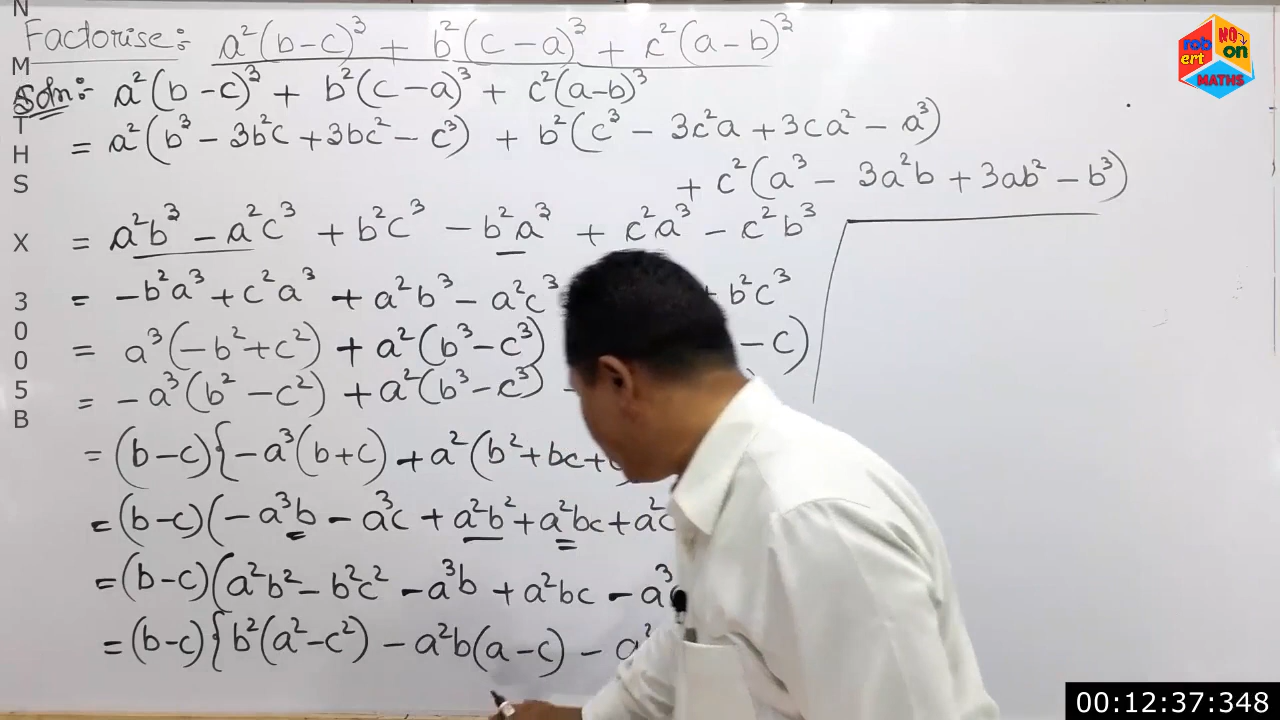 Factorise:- a²(b-c)³ + b²(c-a)³ + c²(a-b)³
Soln:- a²(b-c)³ + b²(c-a)³ + c²(a-b)³
= a²(b³ - 3b²c + 3bc² - c³) + b²(c³ - 3c²a + 3ca² - a³)
+ c²(a³ - 3a²b + 3ab² - b³)
= a²b³ - a²c³ + b²c³ - b²a³ + c²a³ - c²b³
= -b²a³ + c²a³ + a²b³ - a²c³ + b²c³
= a³(-b²+c²) + a²(b³-c³) - c)
= -a³(b²-c²) + a²(b³-c³) -
= (b-c){-a³(b+c) + a²(b²+bc+
= (b-c)(-a³b - a³c + a²b² + a²bc + a²c
= (b-c)(a²b² - b²c² - a³b + a²bc - a³
= (b-c){b²(a²-c²) - a²b(a-c) - a²
N
M
A
T
H
S
X
3
0
0
5
B
rob
ert
NO
on
MATHS
00:12:37:348